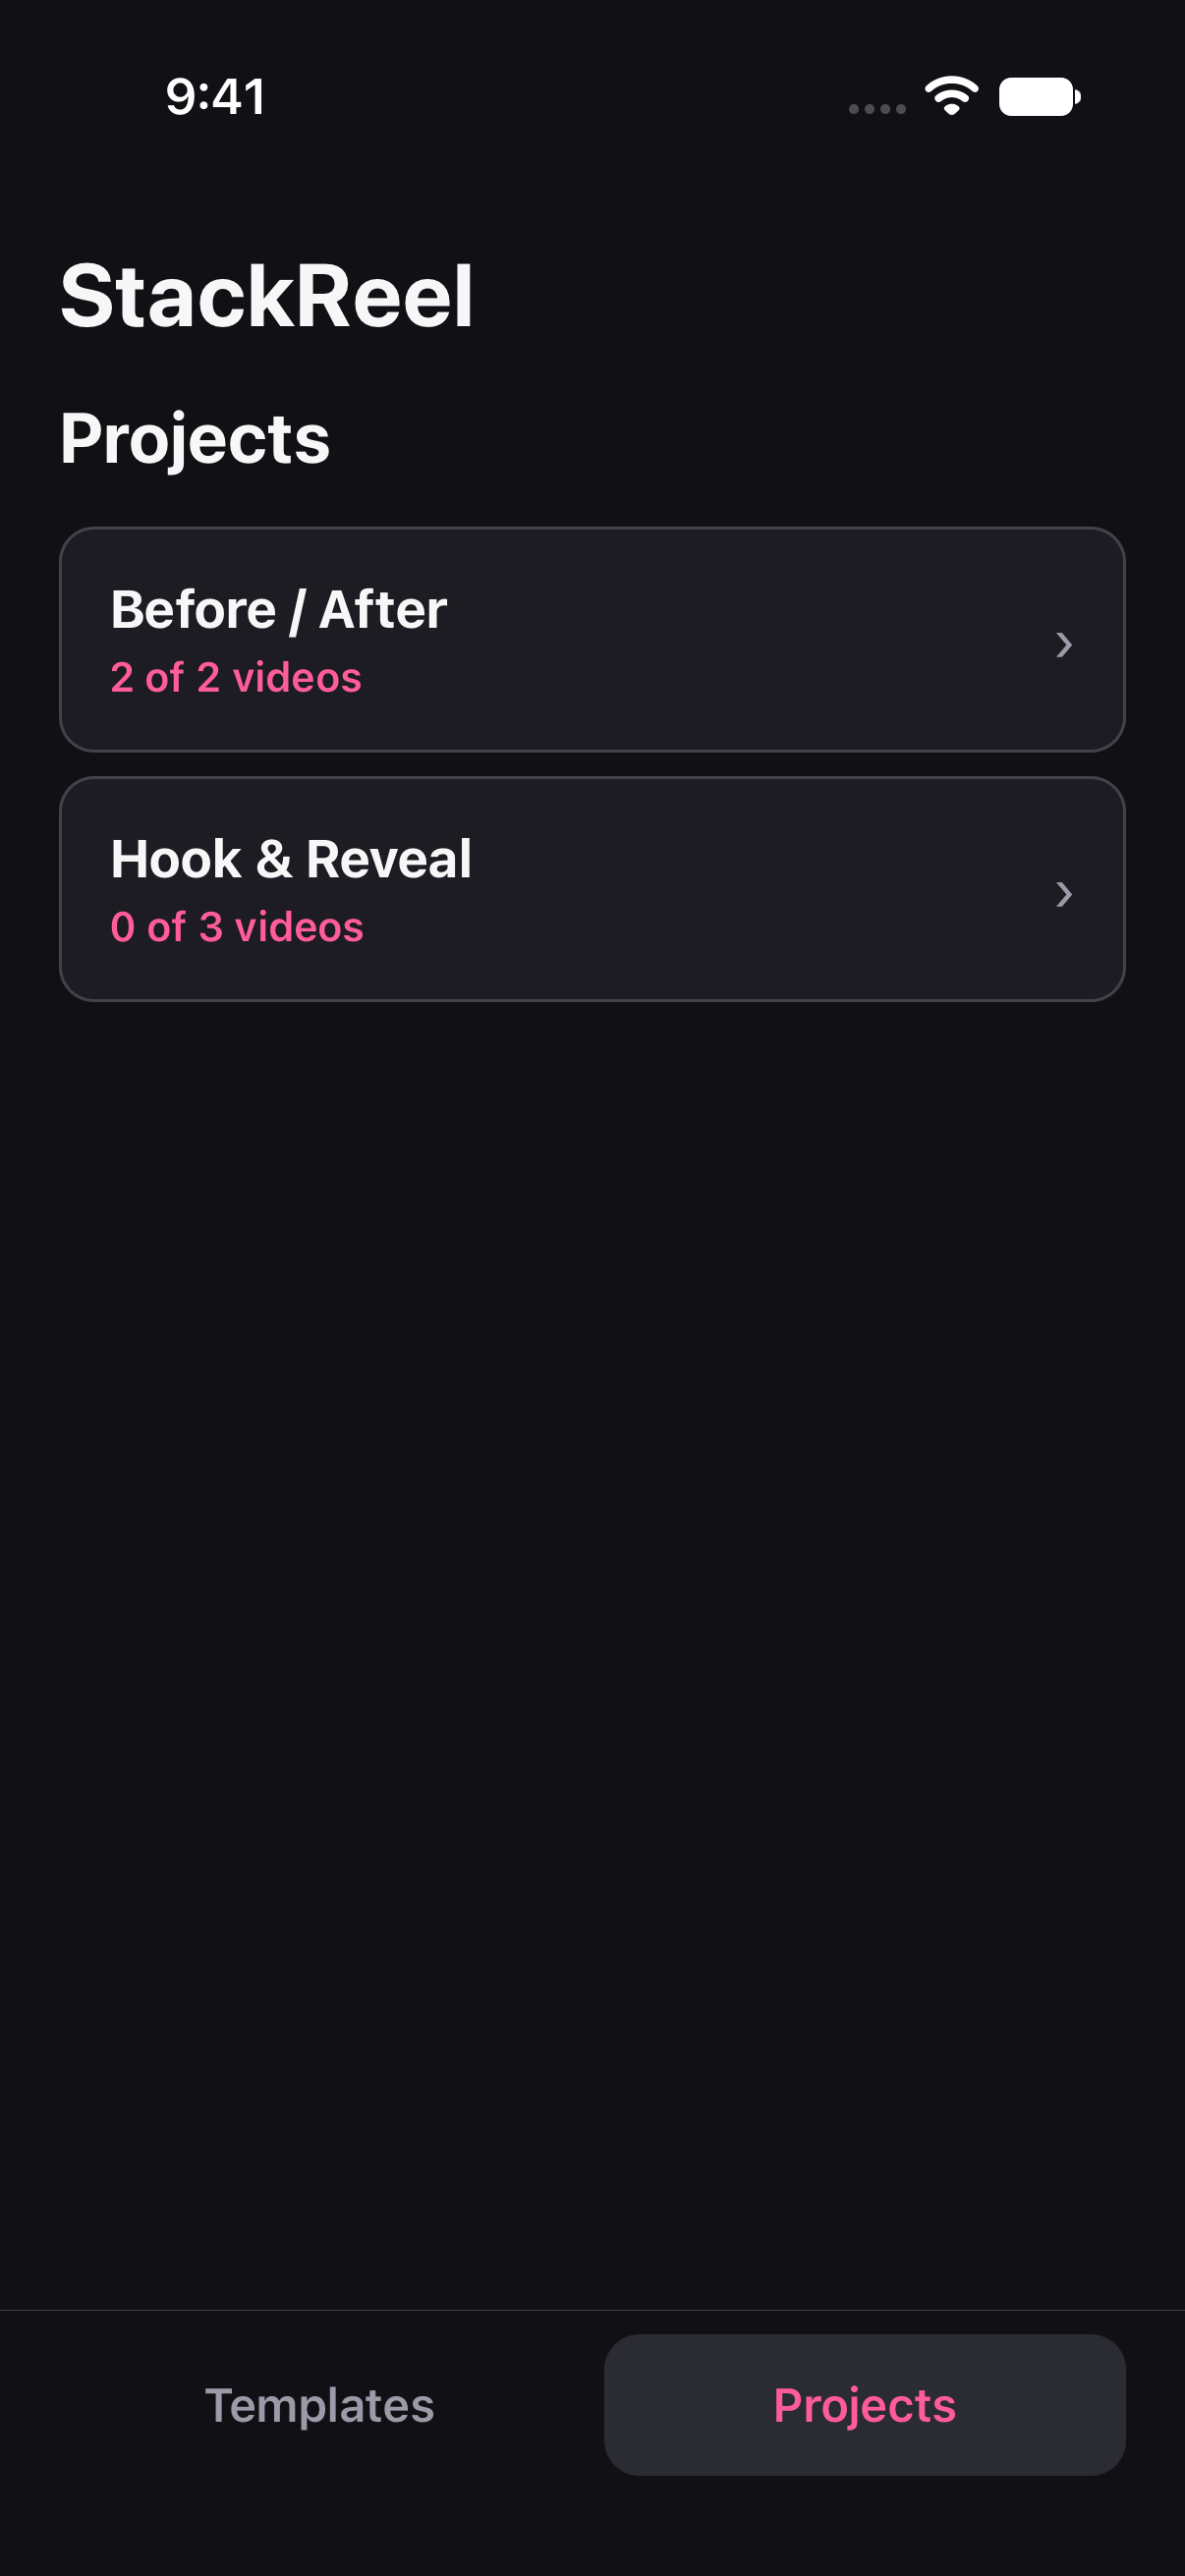 9:41
StackReel
Projects
Before / After
2 of 2 videos
Hook & Reveal
0 of 3 videos
Templates
Projects